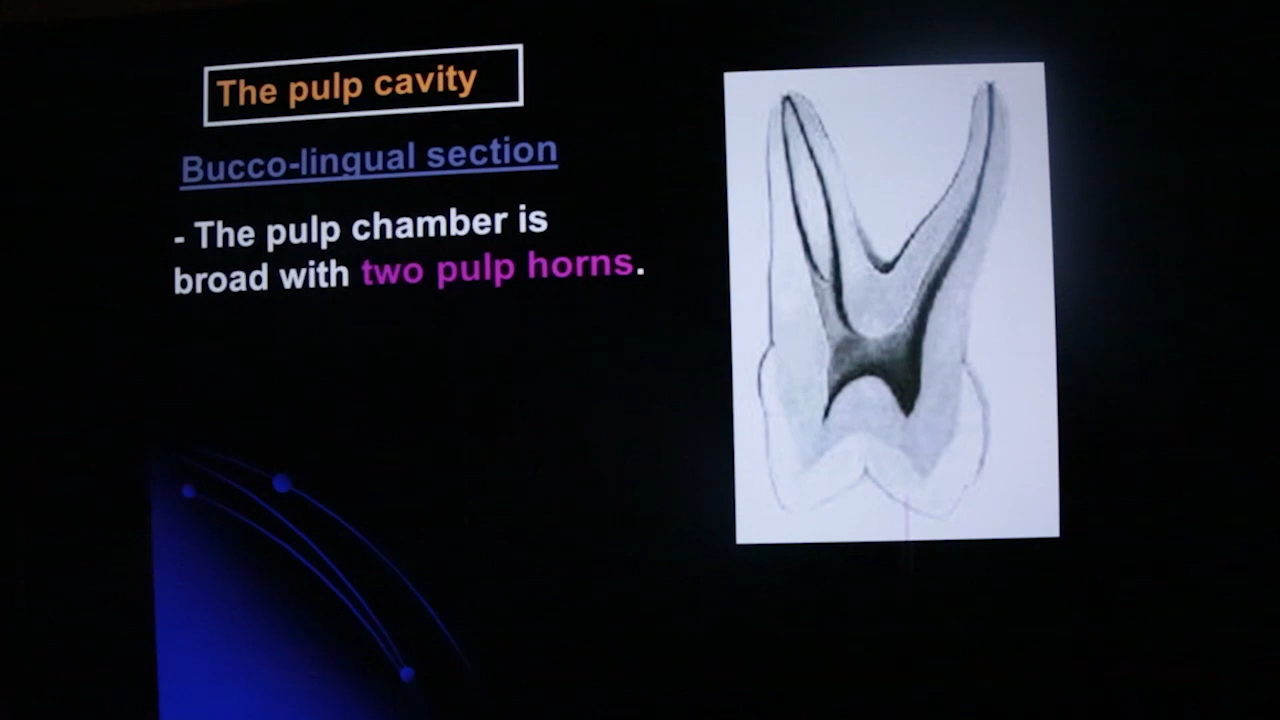 The pulp cavity
Bucco-lingual section
- The pulp chamber is
broad with two pulp horns.